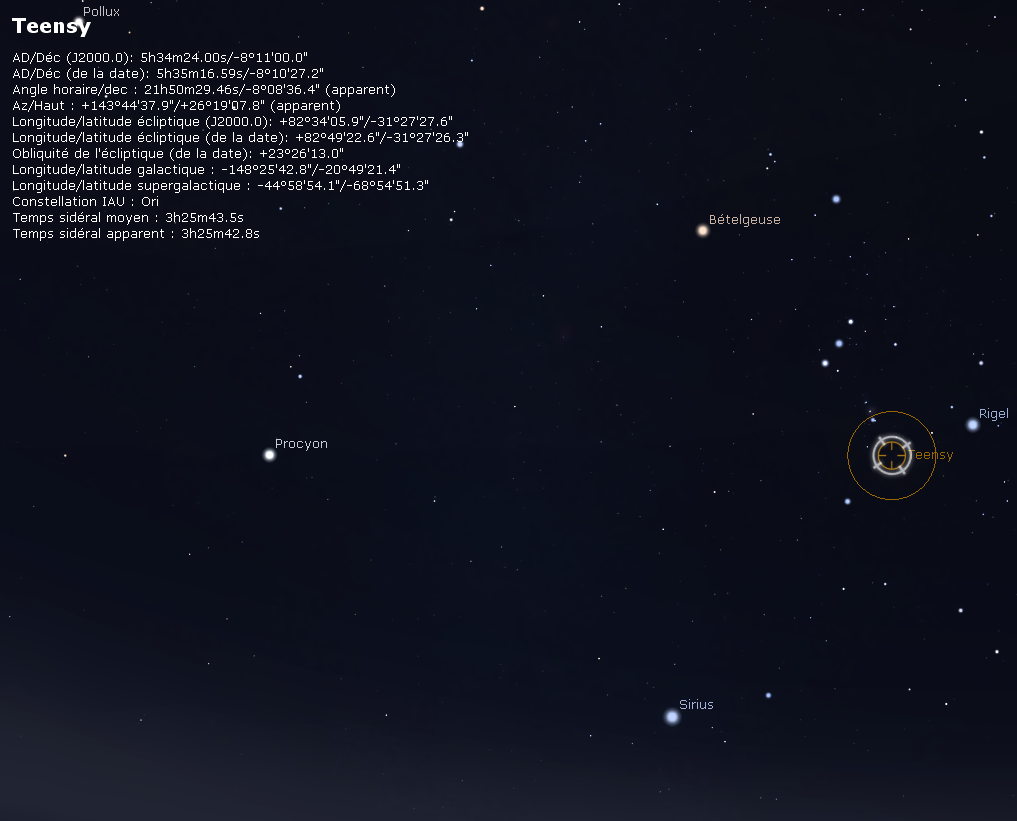 Pollux
Teensy
AD/Déc (J2000.0): 5h34m24.00s/-8°11'00.0"
AD/Déc (de la date): 5h35m16.59s/-8°10'27.2"
Angle horaire/dec : 21h50m29.46s/-8°08'36.4" (apparent)
Az/Haut : +143°44'37.9"/+26°19'07.8" (apparent)
Longitude/latitude écliptique (J2000.0): +82°34'05.9"/-31°27'27.6"
Longitude/latitude écliptique (de la date): +82°49'22.6"/-31°27'26.3"
Obliquité de l'écliptique (de la date): +23°26'13.0"
Longitude/latitude galactique : -148°25'42.8"/-20°49'21.4"
Longitude/latitude supergalactique : -44°58'54.1"/-68°54'51.3"
Constellation IAU : Ori
Temps sidéral moyen : 3h25m43.5s
Temps sidéral apparent : 3h25m42.8s
Bételgeuse
Rigel
Procyon
Teensy
Sirius